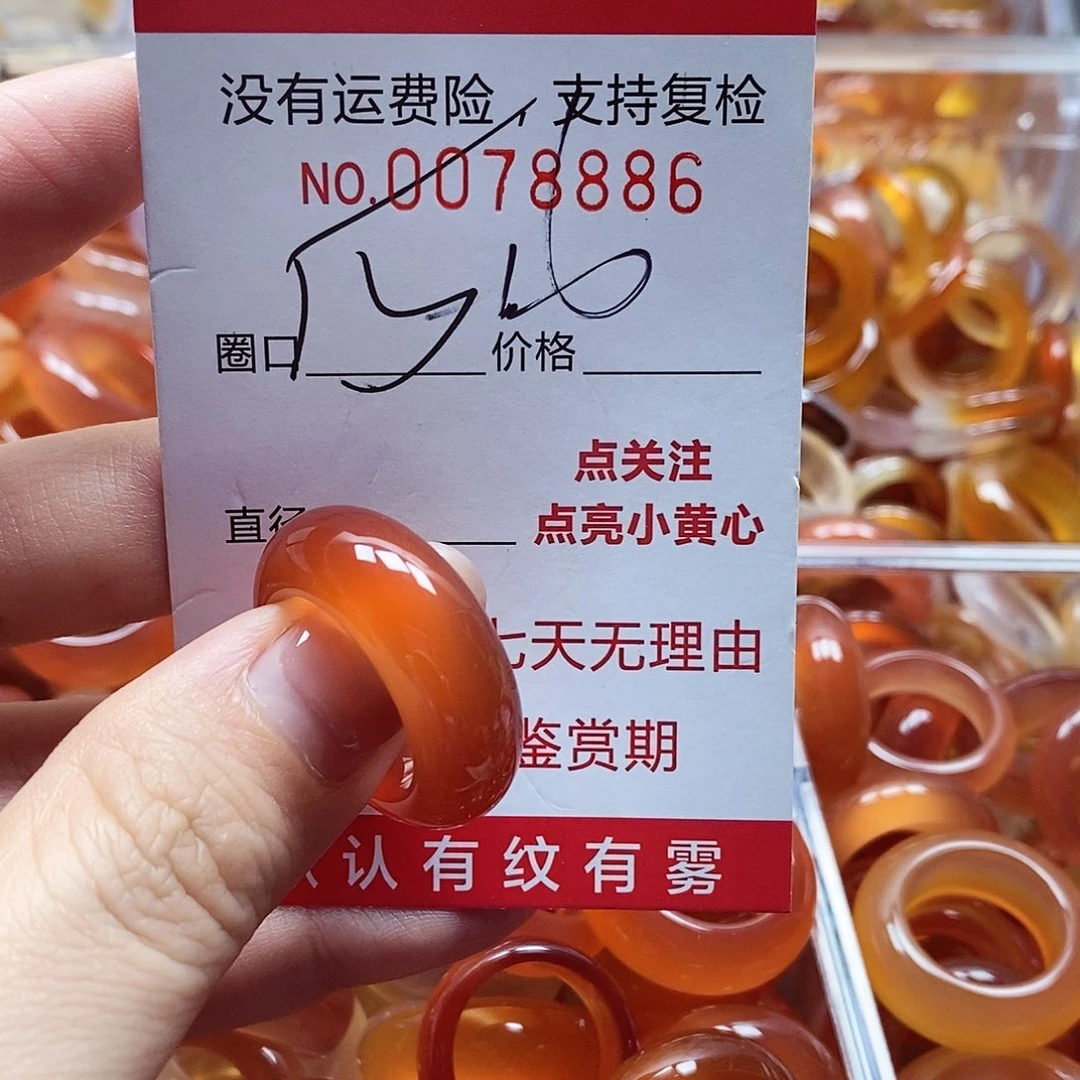 没有运费险，支持复检
NO.0078886
圈口 价格
点关注
直径 点亮小黄心
七天无理由
鉴赏期
认有纹有雾